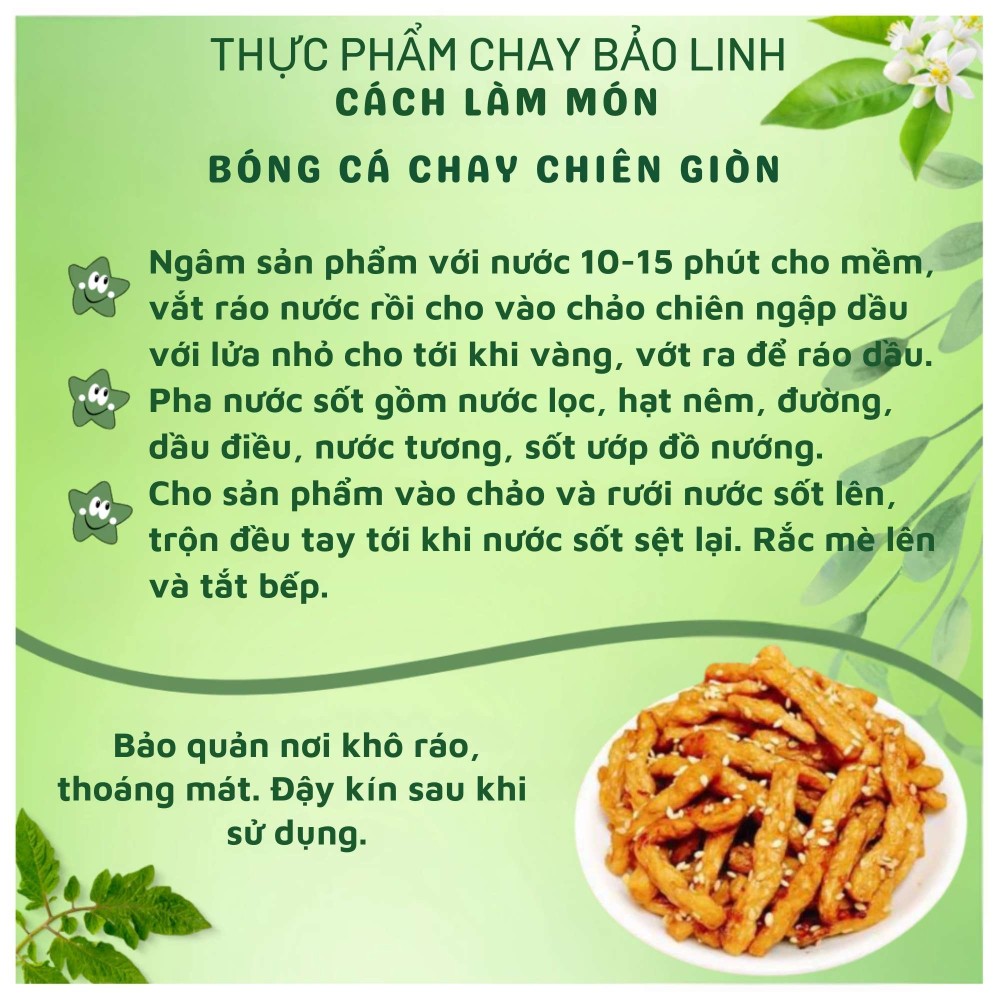 THỰC PHẨM CHAY BẢO LINH
CÁCH LÀM MÓN
BÓNG CÁ CHAY CHIÊN GIÒN
Ngâm sản phẩm với nước 10-15 phút cho mềm,
vắt ráo nước rồi cho vào chảo chiên ngập dầu
với lửa nhỏ cho tới khi vàng, vớt ra để ráo dầu.
Pha nước sốt gồm nước lọc, hạt nêm, đường,
dầu điều, nước tương, sốt ướp đồ nướng.
Cho sản phẩm vào chảo và rưới nước sốt lên,
trộn đều tay tới khi nước sốt sệt lại. Rắc mè lên
và tắt bếp.
Bảo quản nơi khô ráo,
thoáng mát. Đậy kín sau khi
sử dụng.